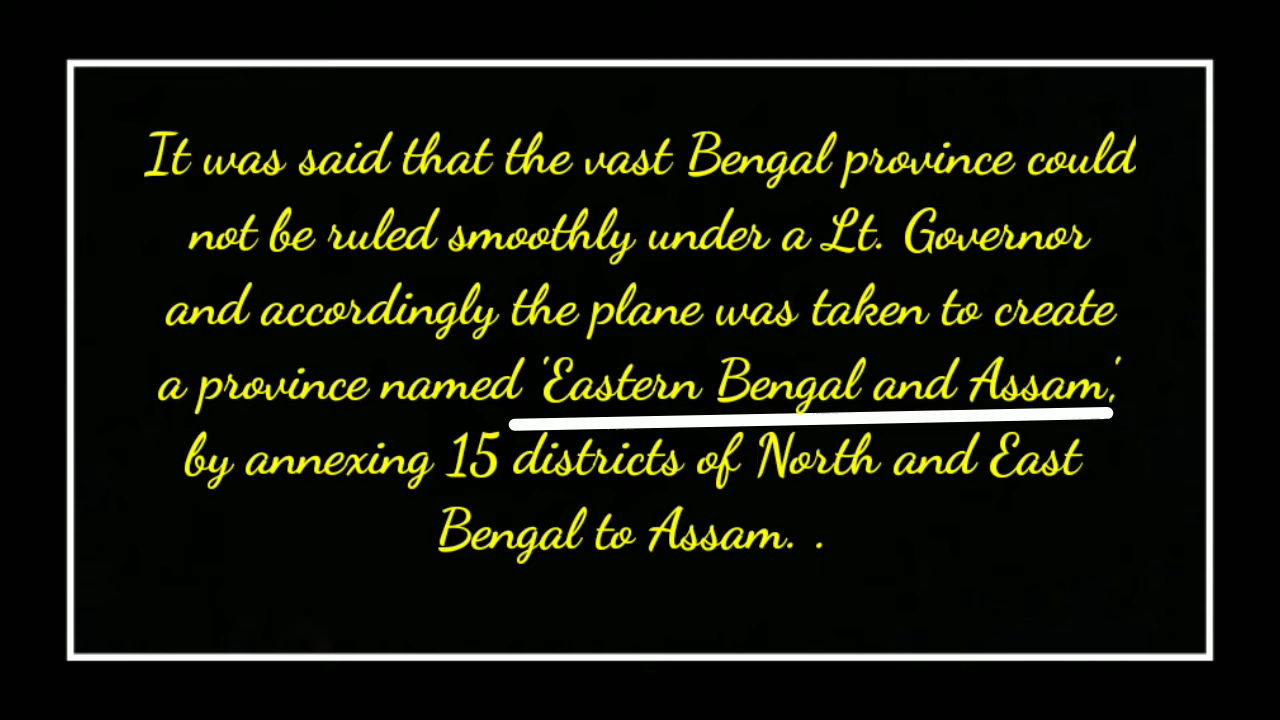 It was said that the vast Bengal province could
not be ruled smoothly under a Lt. Governor
and accordingly the plane was taken to create
a province named 'Eastern Bengal and Assam,'
by annexing 15 districts of North and East
Bengal to Assam. .